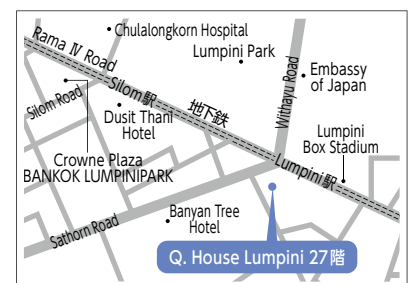 Chulalongkorn Hospital
Rama Ⅳ Road
Lumpini Park
Embassy
of Japan
Withayu Road
Silom駅
地下鉄
Silom Road
Dusit Thani
Hotel
Lumpini
Box Stadium
Crowne Plaza
BANKOK LUMPINIPARK
Lumpini駅
Sathorn Road
Banyan Tree
Hotel
Q. House Lumpini 27階